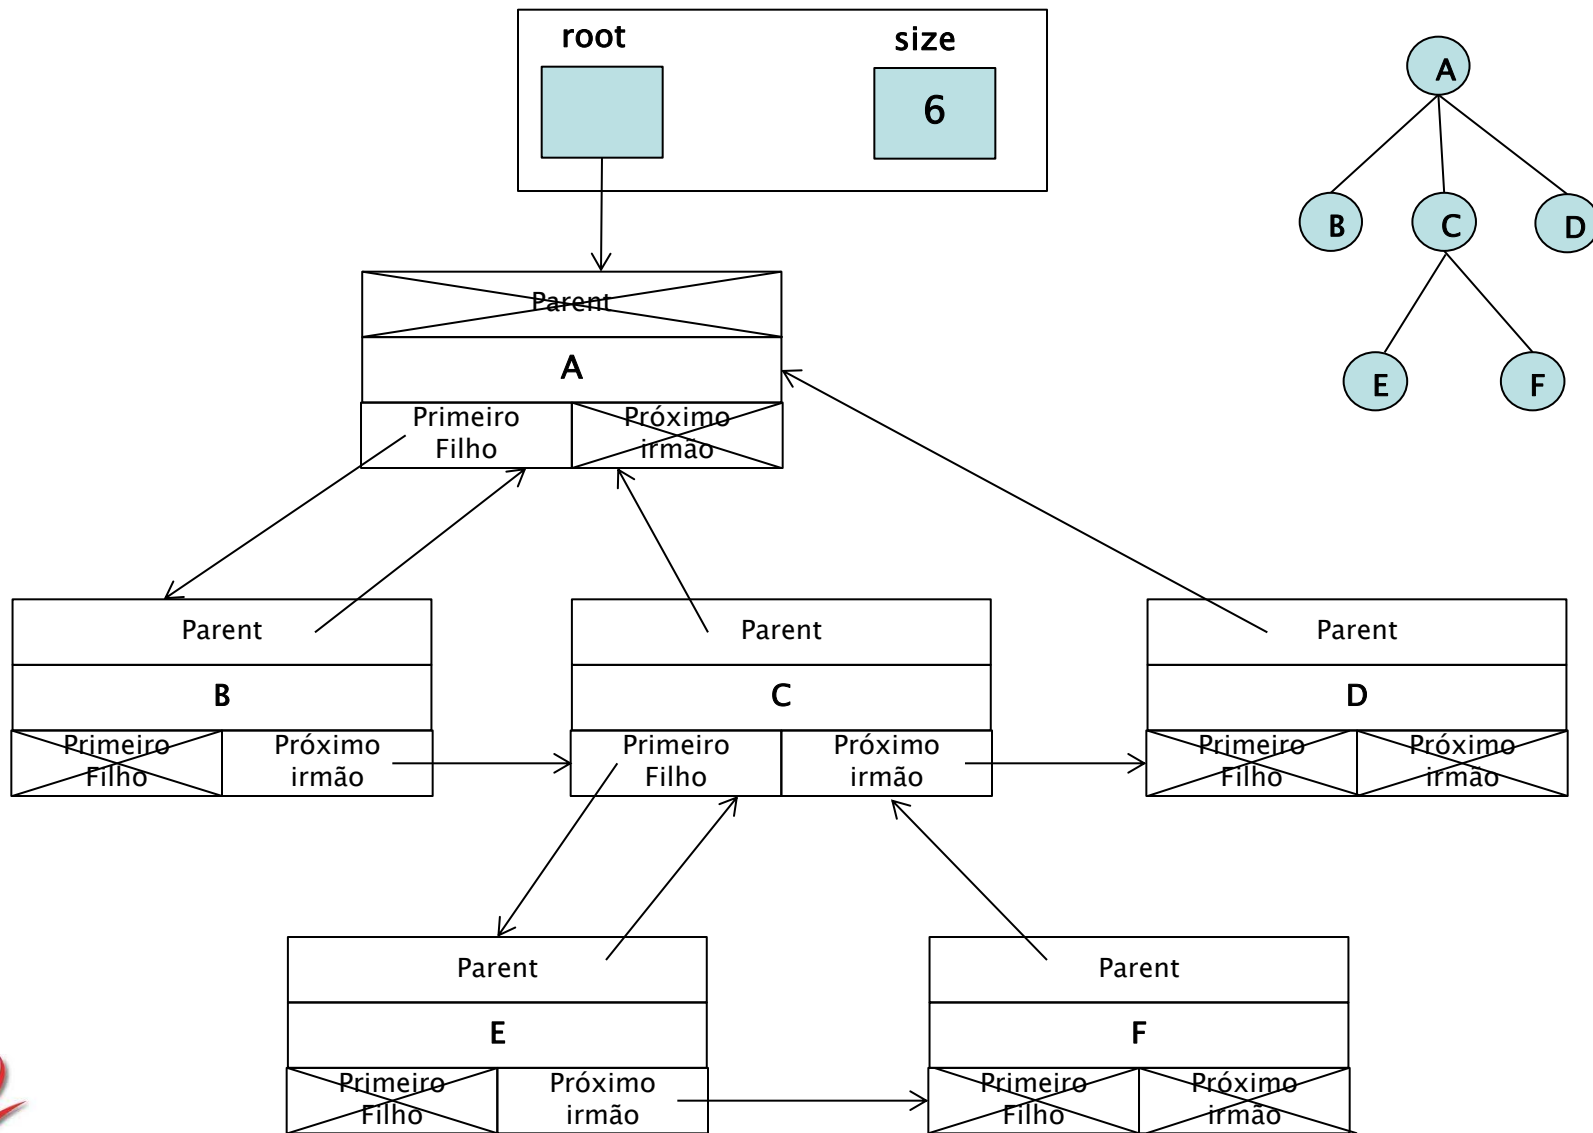 root
size
6
A
B
C
D
E
F
Parent
A
Primeiro
Filho
Próximo
irmão
Parent
B
Primeiro
Filho
Próximo
irmão
Parent
C
Primeiro
Filho
Próximo
irmão
Parent
D
Primeiro
Filho
Próximo
irmão
Parent
E
Primeiro
Filho
Próximo
irmão
Parent
F
Primeiro
Filho
Próximo
irmão